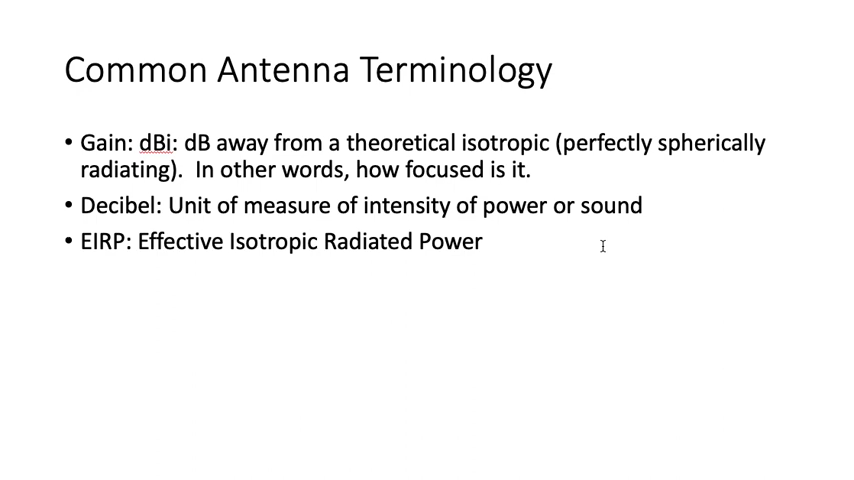 Common Antenna Terminology
• Gain: dBi: dB away from a theoretical isotropic (perfectly spherically
radiating).  In other words, how focused is it.
• Decibel: Unit of measure of intensity of power or sound
• EIRP: Effective Isotropic Radiated Power